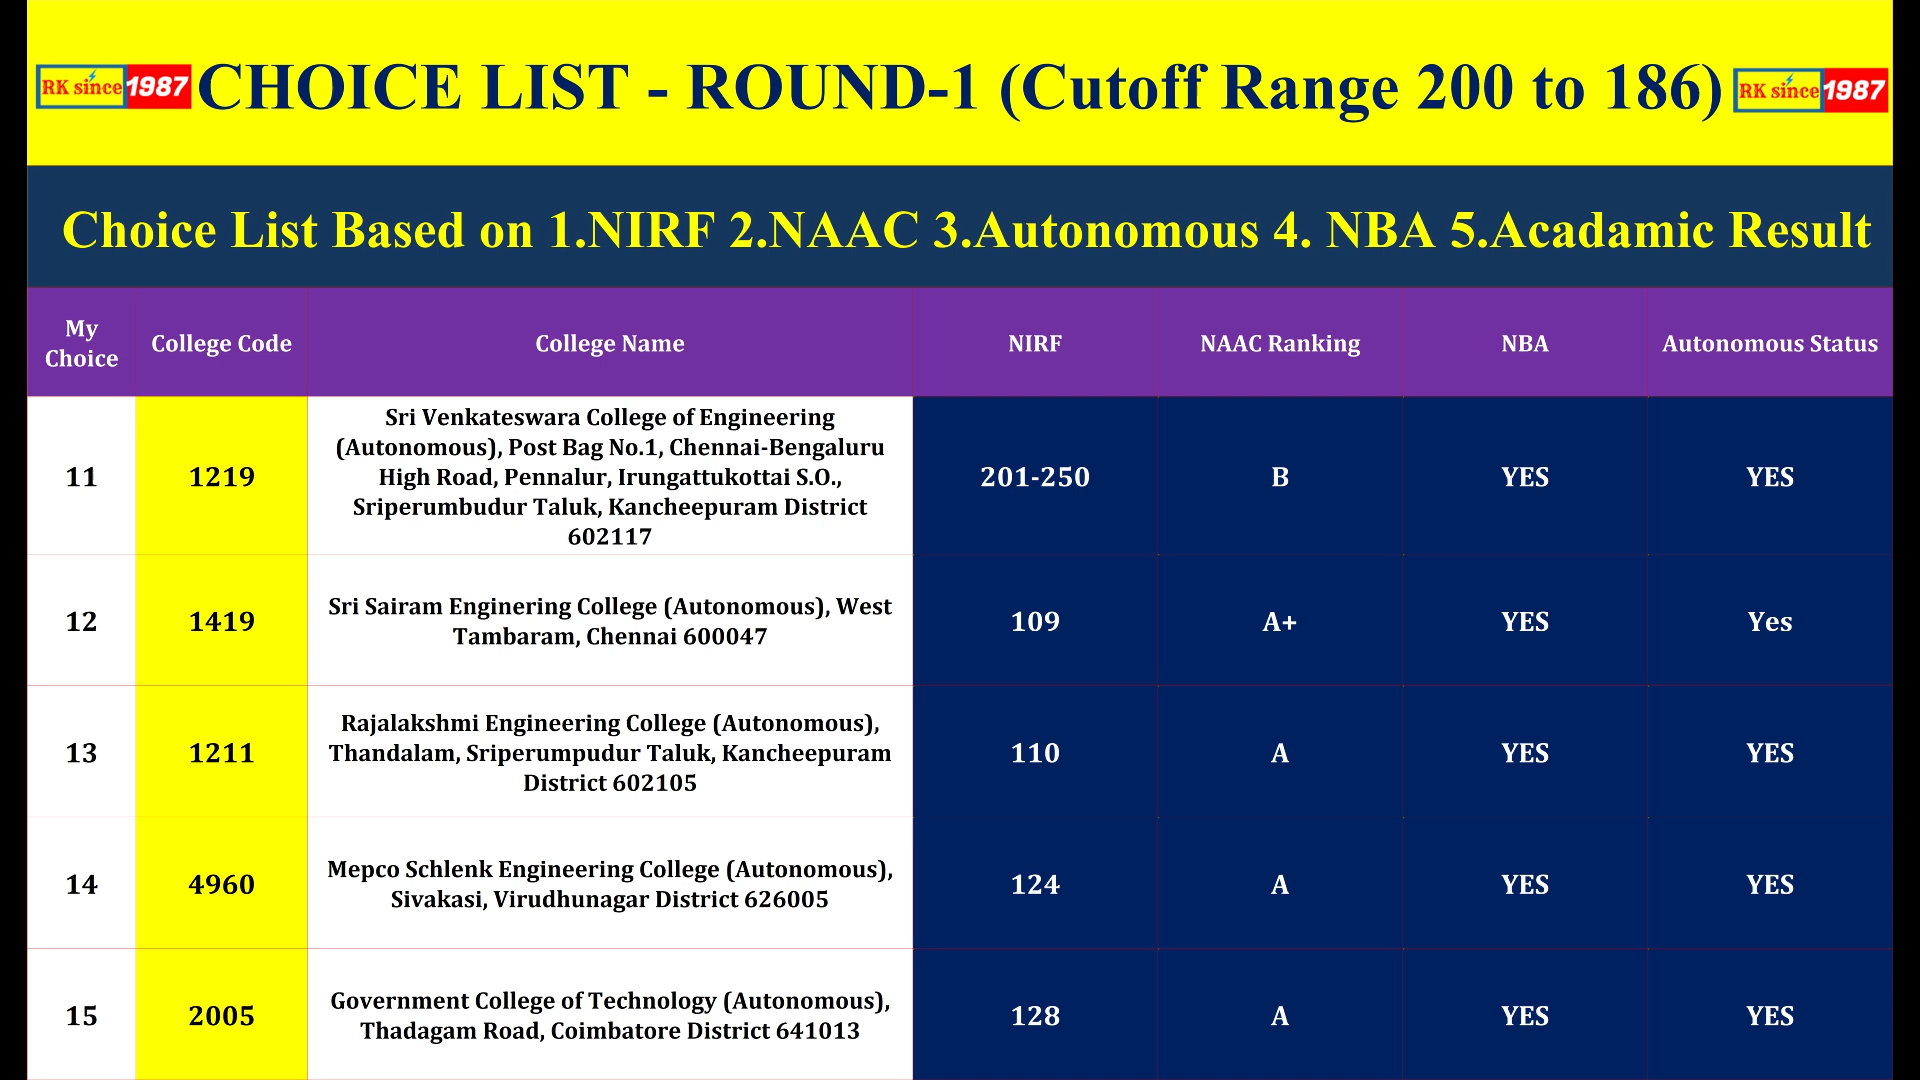 RK since 1987 CHOICE LIST - ROUND-1 (Cutoff Range 200 to 186) RK since 1987
Choice List Based on 1.NIRF 2.NAAC 3.Autonomous 4. NBA 5.Acadamic Result
My
Choice
College Code
College Name
NIRF
NAAC Ranking
NBA
Autonomous Status
11
1219
Sri Venkateswara College of Engineering
(Autonomous), Post Bag No.1, Chennai-Bengaluru
High Road, Pennalur, Irungattukottai S.O.,
Sriperumbudur Taluk, Kancheepuram District
602117
201-250
B
YES
YES
12
1419
Sri Sairam Enginering College (Autonomous), West
Tambaram, Chennai 600047
109
A+
YES
Yes
13
1211
Rajalakshmi Engineering College (Autonomous),
Thandalam, Sriperumpudur Taluk, Kancheepuram
District 602105
110
A
YES
YES
14
4960
Mepco Schlenk Engineering College (Autonomous),
Sivakasi, Virudhunagar District 626005
124
A
YES
YES
15
2005
Government College of Technology (Autonomous),
Thadagam Road, Coimbatore District 641013
128
A
YES
YES